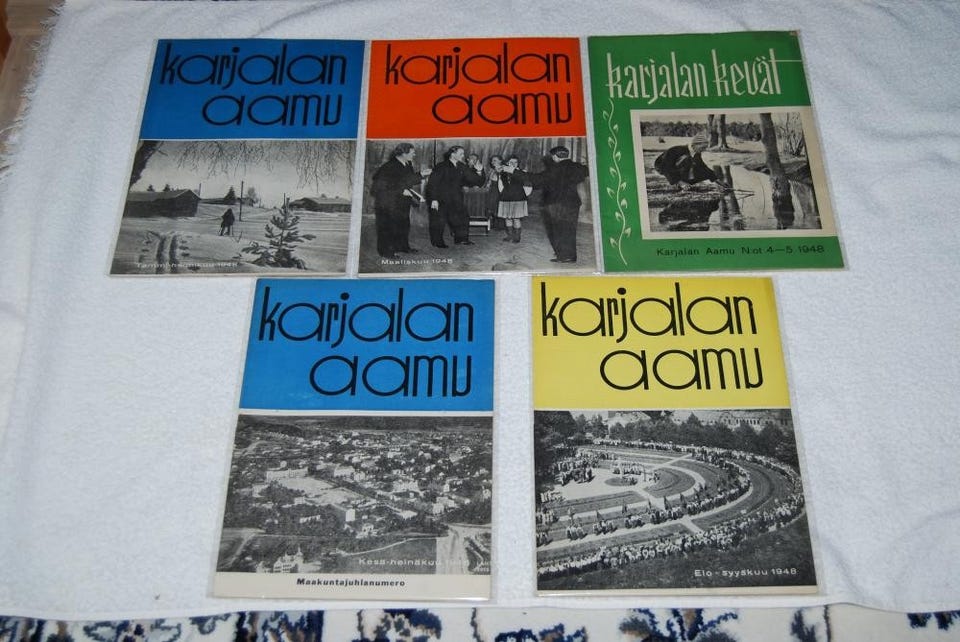 karjalan
aamu
Tammi-helmikuu 1948
karjalan
aamu
Maaliskuu 1948
karjalan kevät
Karjalan Aamu N:ot 4—5 1948
karjalan
aamu
Kesä-heinäkuu 1948
Maakuntajuhlanumero
karjalan
aamu
Elo-syyskuu 1948